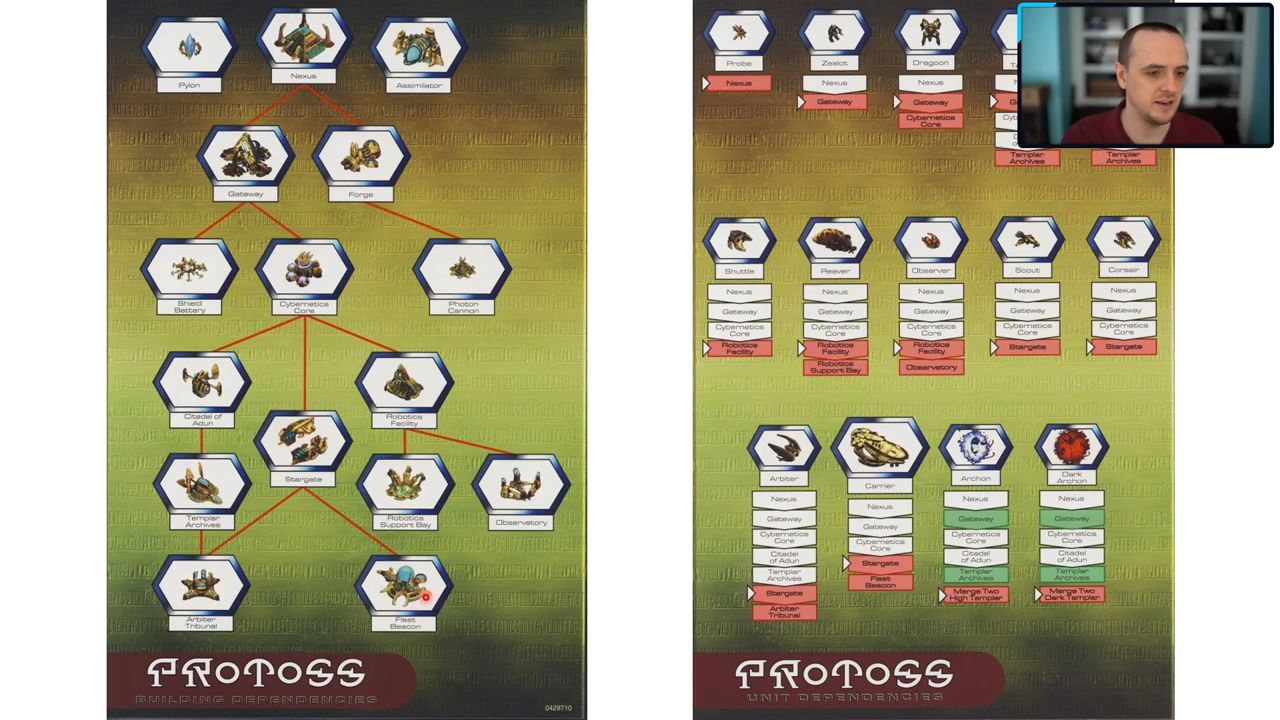 Pylon
Nexus
Assimilator
Gateway
Forge
Shield
Battery
Cybernetics
Core
Photon
Cannon
Citadel of
Adun
Robotics
Facility
Stargate
Templar
Archives
Robotics
Support Bay
Observatory
Arbiter
Tribunal
Fleet
Beacon
PROTOSS
BUILDING DEPENDENCIES
0429710
Probe
Nexus
Zealot
Nexus
Gateway
Dragoon
Nexus
Gateway
Cybernetics
Core
Templar
Archives
Templar
Archives
Shuttle
Nexus
Gateway
Cybernetics
Core
Robotics
Facility
Reaver
Nexus
Gateway
Cybernetics
Core
Robotics
Facility
Robotics
Support Bay
Observer
Nexus
Gateway
Cybernetics
Core
Robotics
Facility
Observatory
Scout
Nexus
Gateway
Cybernetics
Core
Stargate
Corsair
Nexus
Gateway
Cybernetics
Core
Stargate
Arbiter
Nexus
Gateway
Cybernetics
Core
Citadel
of Adun
Templar
Archives
Stargate
Arbiter
Tribunal
Carrier
Nexus
Gateway
Cybernetics
Core
Stargate
Fleet
Beacon
Archon
Nexus
Gateway
Cybernetics
Core
Citadel
of Adun
Templar
Archives
Merge Two
High Templar
Dark
Archon
Nexus
Gateway
Cybernetics
Core
Citadel
of Adun
Templar
Archives
Merge Two
Dark Templar
PROTOSS
UNIT DEPENDENCIES